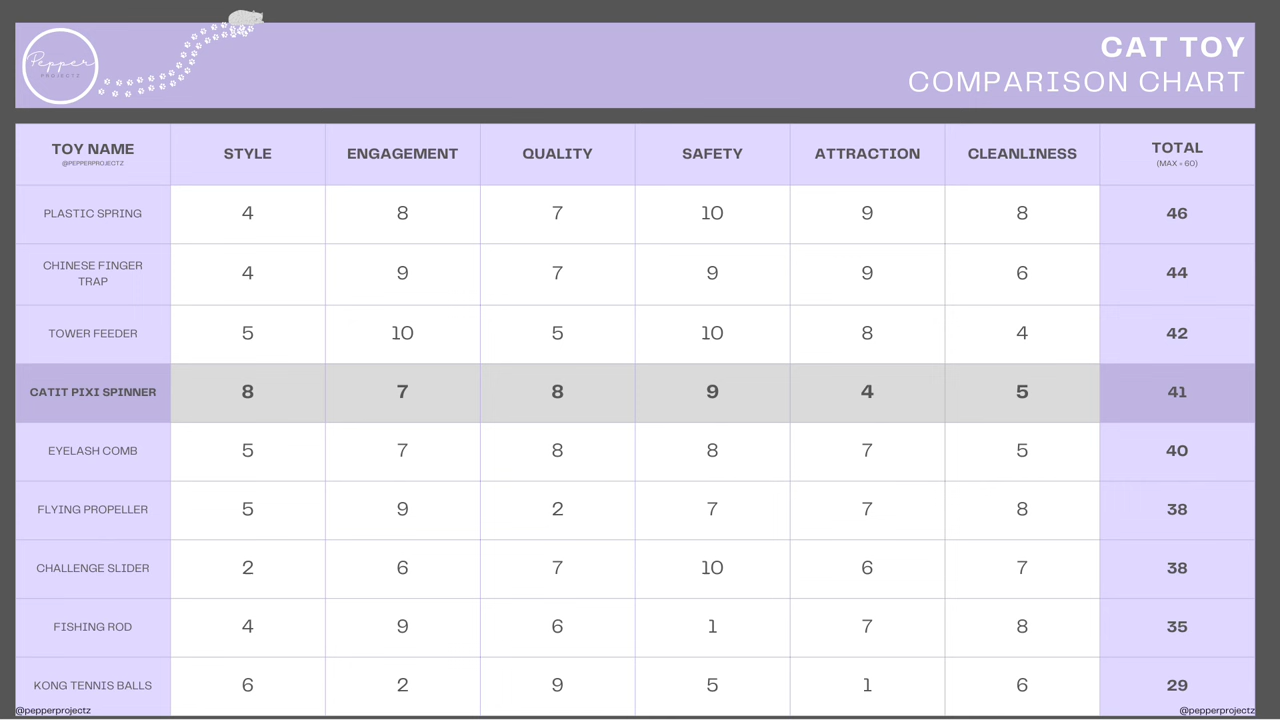 Pepper
PROJECTZ
CAT TOY
COMPARISON CHART
TOY NAME STYLE ENGAGEMENT QUALITY SAFETY ATTRACTION CLEANLINESS TOTAL
@PEPPERPROJECTZ (MAX = 60)
PLASTIC SPRING 4 8 7 10 9 8 46
CHINESE FINGER
TRAP 4 9 7 9 9 6 44
TOWER FEEDER 5 10 5 10 8 4 42
CATIT PIXI SPINNER 8 7 8 9 4 5 41
EYELASH COMB 5 7 8 8 7 5 40
FLYING PROPELLER 5 9 2 7 7 8 38
CHALLENGE SLIDER 2 6 7 10 6 7 38
FISHING ROD 4 9 6 1 7 8 35
KONG TENNIS BALLS 6 2 9 5 1 6 29
@pepperprojectz @pepperprojectz